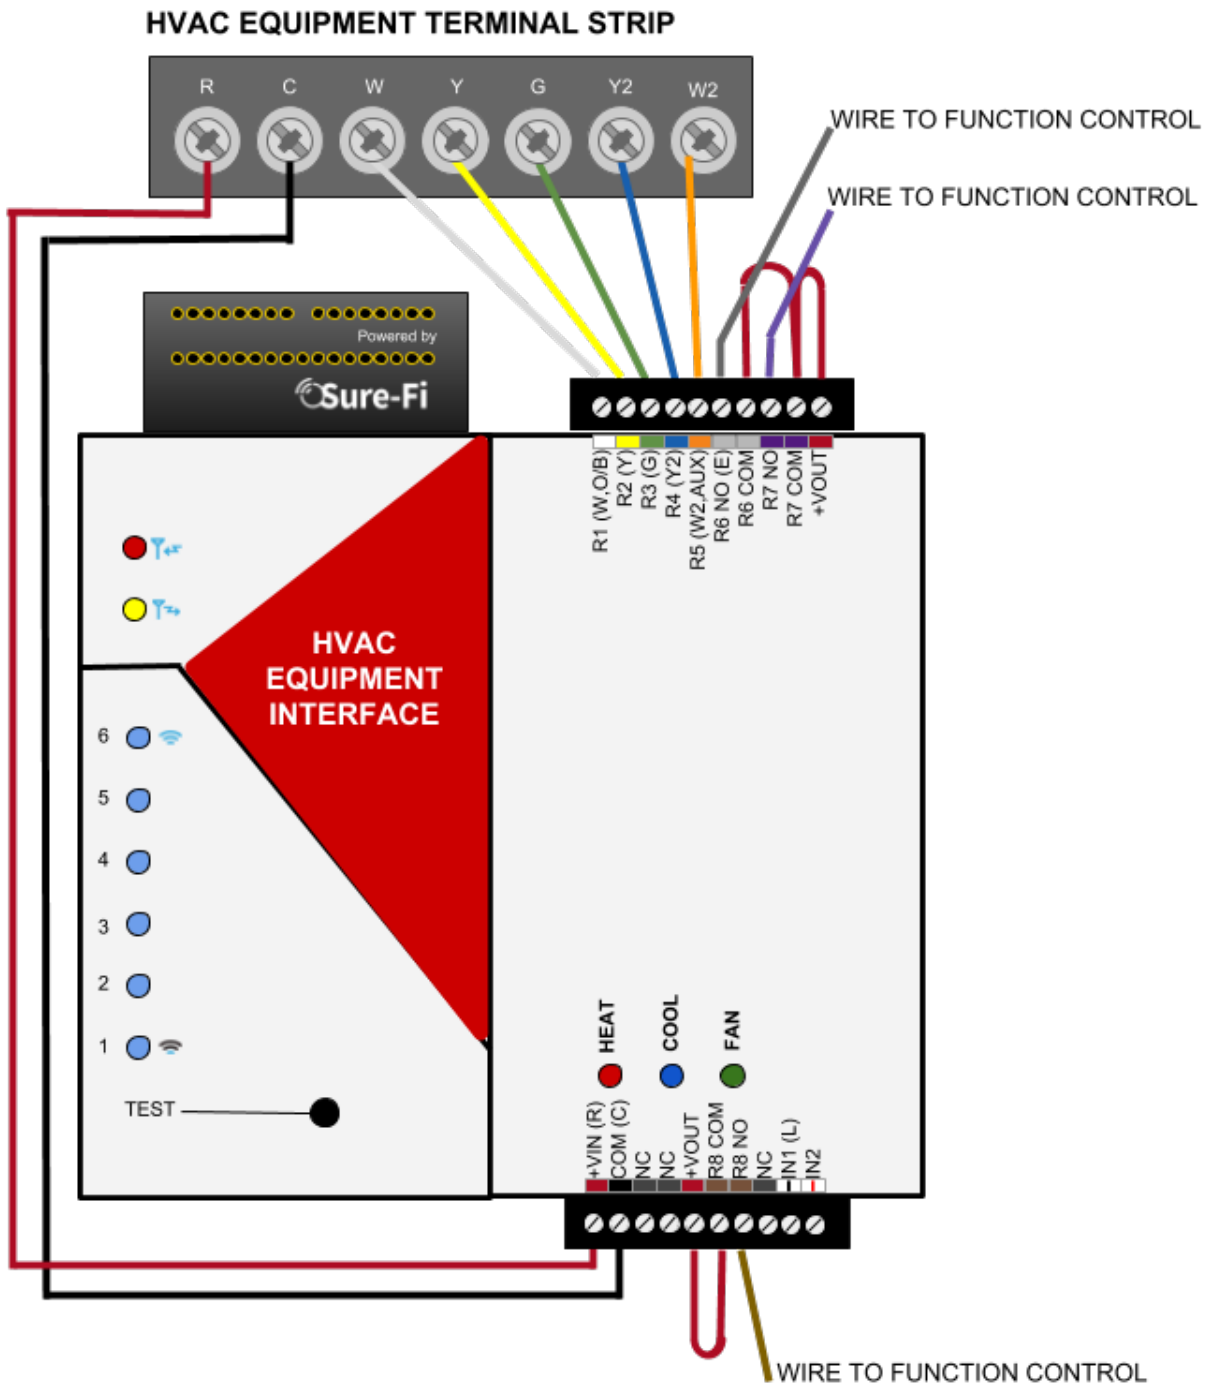 HVAC EQUIPMENT TERMINAL STRIP
R C W Y G Y2 W2
WIRE TO FUNCTION CONTROL
WIRE TO FUNCTION CONTROL
Powered by
Sure-Fi
R1 (W,O/B)
R2 (Y)
R3 (G)
R4 (Y2)
R5 (W2,AUX)
R6 NO (E)
R6 COM
R7 NO
R7 COM
+VOUT
HVAC
EQUIPMENT
INTERFACE
6
5
4
3
2
1
TEST
HEAT
COOL
FAN
+VIN (R)
COM (C)
NC
NC
+VOUT
R8 COM
R8 NO
NC
IN1 (L)
IN2
WIRE TO FUNCTION CONTROL